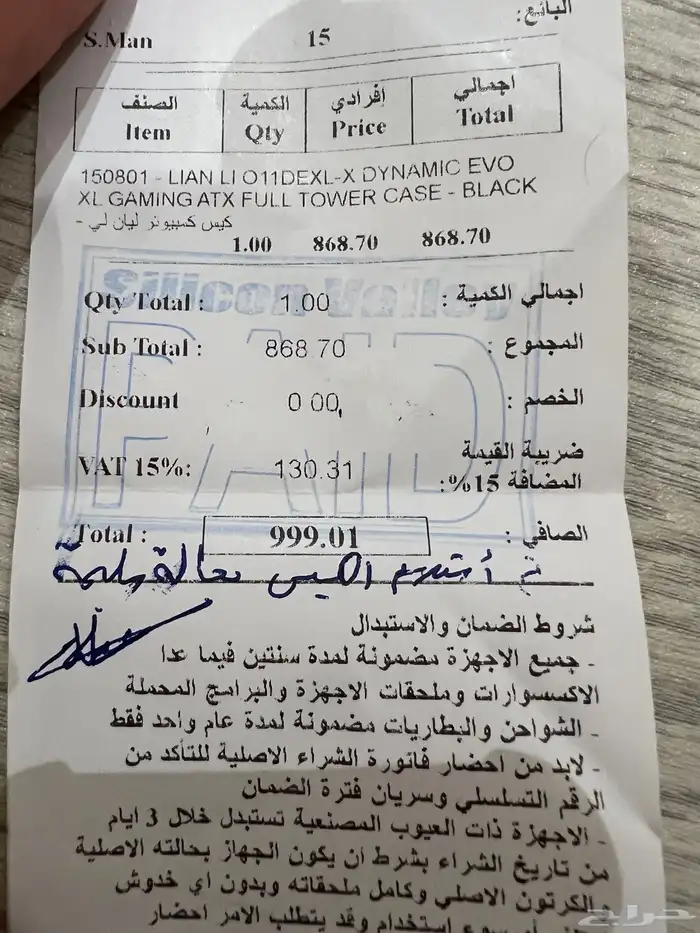 البائع:
S.Man 15
الصنف الكمية إفرادي اجمالي
Item Qty Price Total
150801 - LIAN LI O11DEXL-X DYNAMIC EVO
XL GAMING ATX FULL TOWER CASE - BLACK
كيس كمبيوتر ليان لي -
1.00 868.70 868.70
Silicon Valley
PAID
Qty Total : 1.00 اجمالي الكمية :
Sub Total : 868.70 المجموع :
Discount 0.00 الخصم :
VAT 15%: 130.31 ضريبة القيمة
المضافة 15%:
Total : 999.01 الصافي :
تم أستلام الكيس بحالة سليمة
شروط الضمان والاستبدال
- جميع الاجهزة مضمونة لمدة سنتين فيما عدا
الاكسسوارات وملحقات الاجهزة والبرامج المحملة
- الشواحن والبطاريات مضمونة لمدة عام واحد فقط
- لابد من احضار فاتورة الشراء الاصلية للتأكد من
الرقم التسلسلي وسريان فترة الضمان
- الاجهزة ذات العيوب المصنعية تستبدل خلال 3 ايام
من تاريخ الشراء بشرط ان يكون الجهاز بحالته الاصلية
والكرتون الاصلي وكامل ملحقاته وبدون اي خدوش
أو سوء استخدام وقد يتطلب الامر احضار
حراج